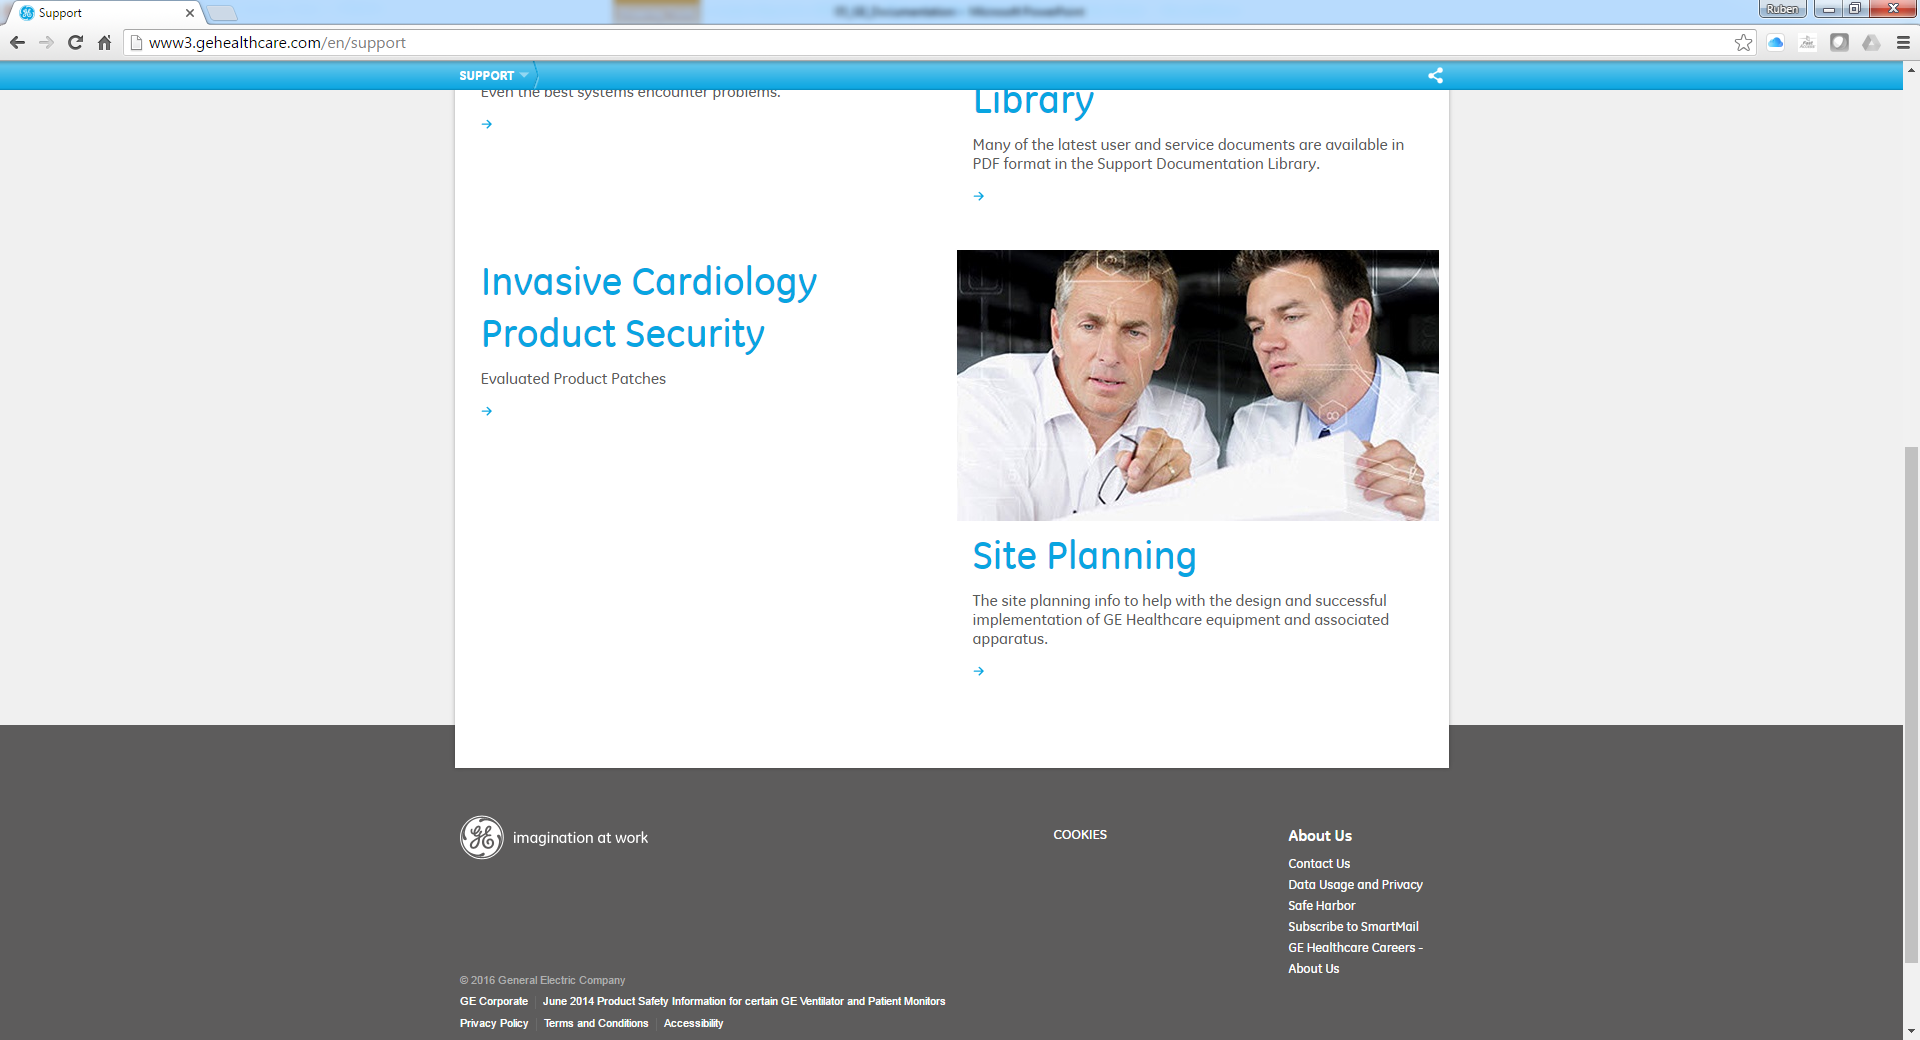 Support
Ruben
www3.gehealthcare.com/en/support
SUPPORT
Even the best systems encounter problems.
Library
Many of the latest user and service documents are available in
PDF format in the Support Documentation Library.
Invasive Cardiology
Product Security
Evaluated Product Patches
Site Planning
The site planning info to help with the design and successful
implementation of GE Healthcare equipment and associated
apparatus.
GE imagination at work
COOKIES
About Us
Contact Us
Data Usage and Privacy
Safe Harbor
Subscribe to SmartMail
GE Healthcare Careers -
About Us
© 2016 General Electric Company
GE Corporate June 2014 Product Safety Information for certain GE Ventilator and Patient Monitors
Privacy Policy Terms and Conditions Accessibility